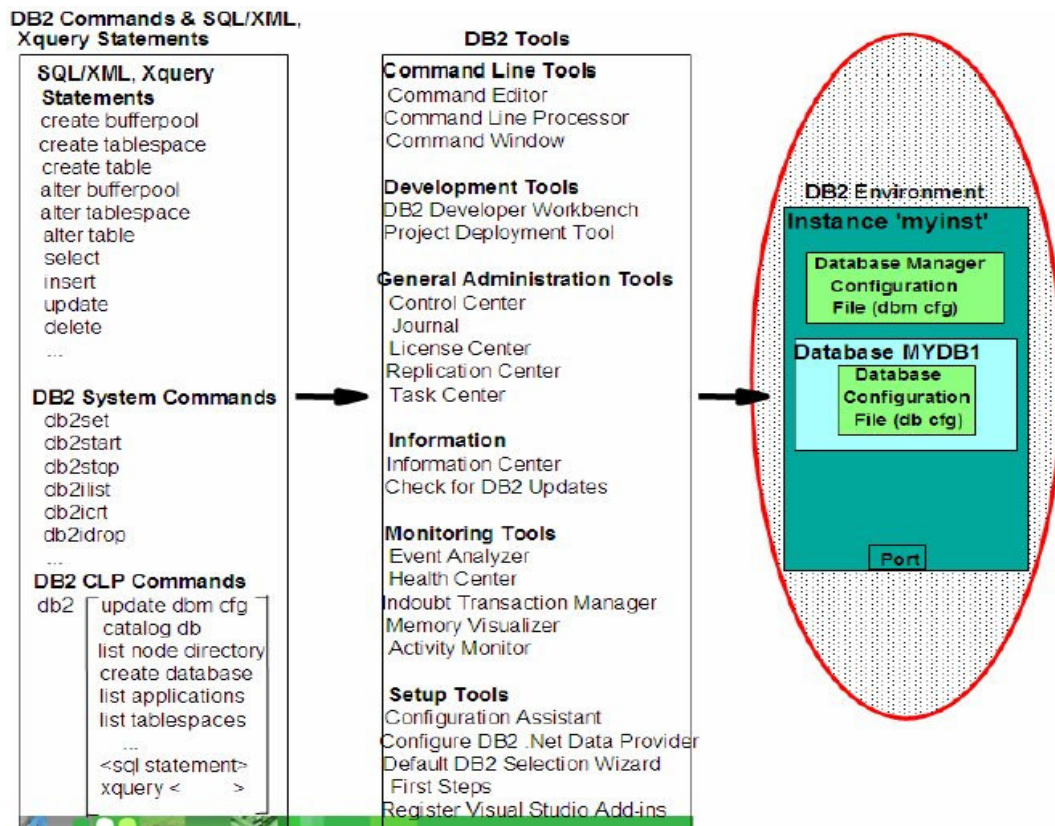 DB2 Commands & SQL/XML,
Xquery Statements
SQL/XML, Xquery
Statements
create bufferpool
create tablespace
create table
alter bufferpool
alter tablespace
alter table
select
insert
update
delete
...
DB2 System Commands
db2set
db2start
db2stop
db2ilist
db2icrt
db2idrop
...
DB2 CLP Commands
db2
update dbm cfg
catalog db
list node directory
create database
list applications
list tablespaces
...
<sql statement>
xquery < >
DB2 Tools
Command Line Tools
Command Editor
Command Line Processor
Command Window
Development Tools
DB2 Developer Workbench
Project Deployment Tool
General Administration Tools
Control Center
Journal
License Center
Replication Center
Task Center
Information
Information Center
Check for DB2 Updates
Monitoring Tools
Event Analyzer
Health Center
Indoubt Transaction Manager
Memory Visualizer
Activity Monitor
Setup Tools
Configuration Assistant
Configure DB2 .Net Data Provider
Default DB2 Selection Wizard
First Steps
Register Visual Studio Add-ins
DB2 Environment
Instance 'myinst'
Database Manager
Configuration
File (dbm cfg)
Database MYDB1
Database
Configuration
File (db cfg)
Port